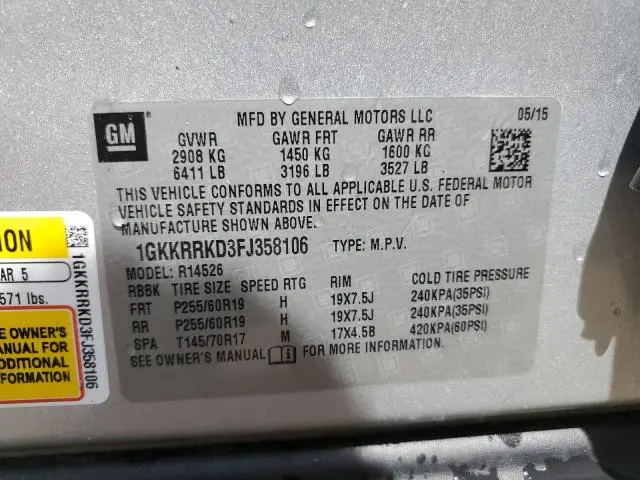 GM
MFD BY GENERAL MOTORS LLC 05/15
GVWR GAWR FRT GAWR RR
2908 KG 1450 KG 1600 KG
6411 LB 3196 LB 3527 LB
THIS VEHICLE CONFORMS TO ALL APPLICABLE U.S. FEDERAL MOTOR
VEHICLE SAFETY STANDARDS IN EFFECT ON THE DATE OF
MANUFACTURE SHOWN ABOVE.
1GKKRRKD3FJ358106 TYPE: M.P.V.
MODEL: R14526
RBBK TIRE SIZE SPEED RTG RIM COLD TIRE PRESSURE
FRT P255/60R19 H 19X7.5J 240KPA(35PSI)
RR P255/60R19 H 19X7.5J 240KPA(35PSI)
SPA T145/70R17 M 17X4.5B 420KPA(60PSI)
SEE OWNER'S MANUAL FOR MORE INFORMATION.
ION
AR 5
571 lbs.
E OWNER'S
ANUAL FOR
DDITIONAL
FORMATION
1GKKRRKD3FJ358106